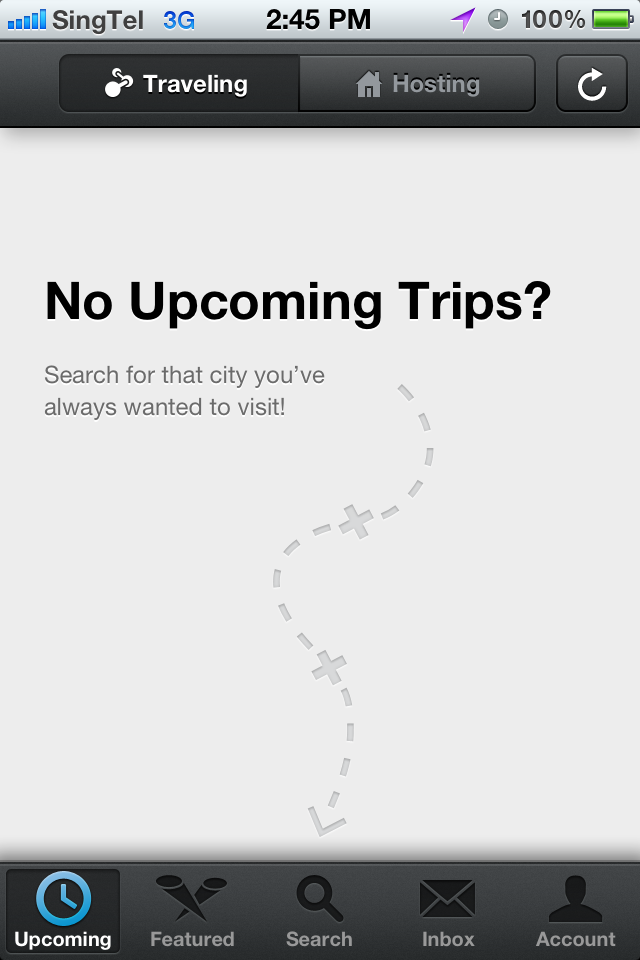 SingTel 3G 2:45 PM 100%
Traveling Hosting
No Upcoming Trips?
Search for that city you’ve
always wanted to visit!
Upcoming Featured Search Inbox Account